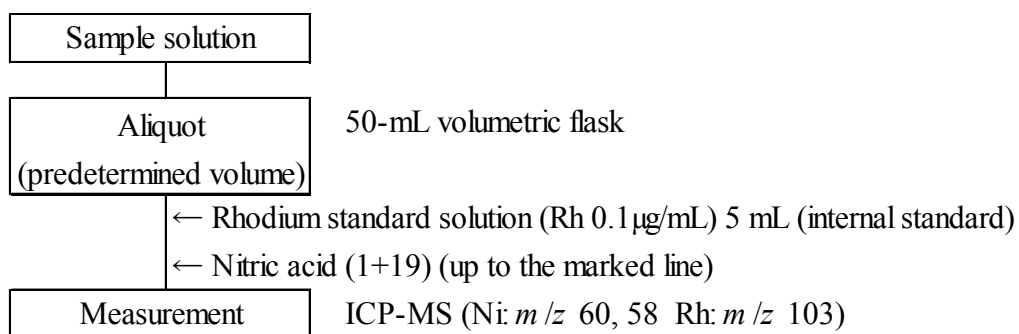 Sample solution
Aliquot
(predetermined volume)
50-mL volumetric flask
← Rhodium standard solution (Rh 0.1μg/mL) 5 mL (internal standard)
← Nitric acid (1+19) (up to the marked line)
Measurement
ICP-MS (Ni: m/z 60, 58 Rh: m/z 103)